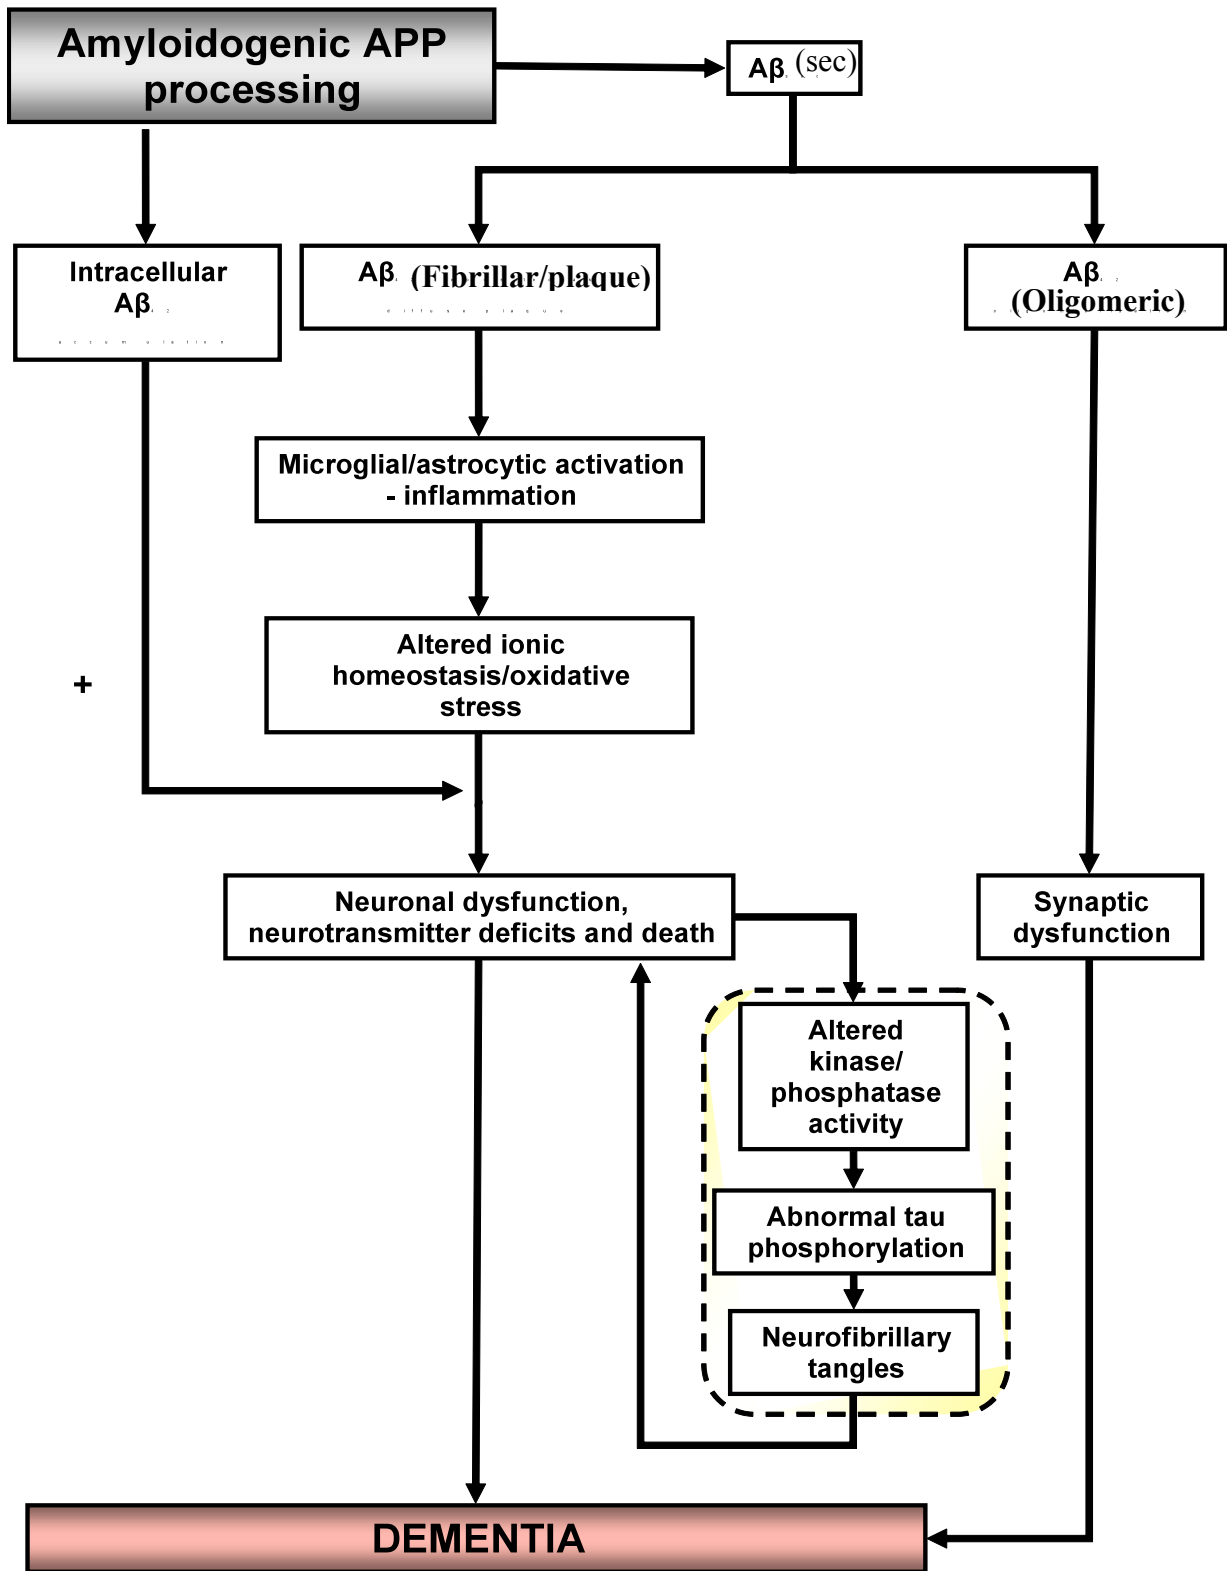 Amyloidogenic APP
processing
Aβ (sec)
Intracellular
Aβ
Aβ (Fibrillar/plaque)
Aβ
(Oligomeric)
Microglial/astrocytic activation
- inflammation
Altered ionic
homeostasis/oxidative
stress
+
Neuronal dysfunction,
neurotransmitter deficits and death
Synaptic
dysfunction
Altered
kinase/
phosphatase
activity
Abnormal tau
phosphorylation
Neurofibrillary
tangles
DEMENTIA